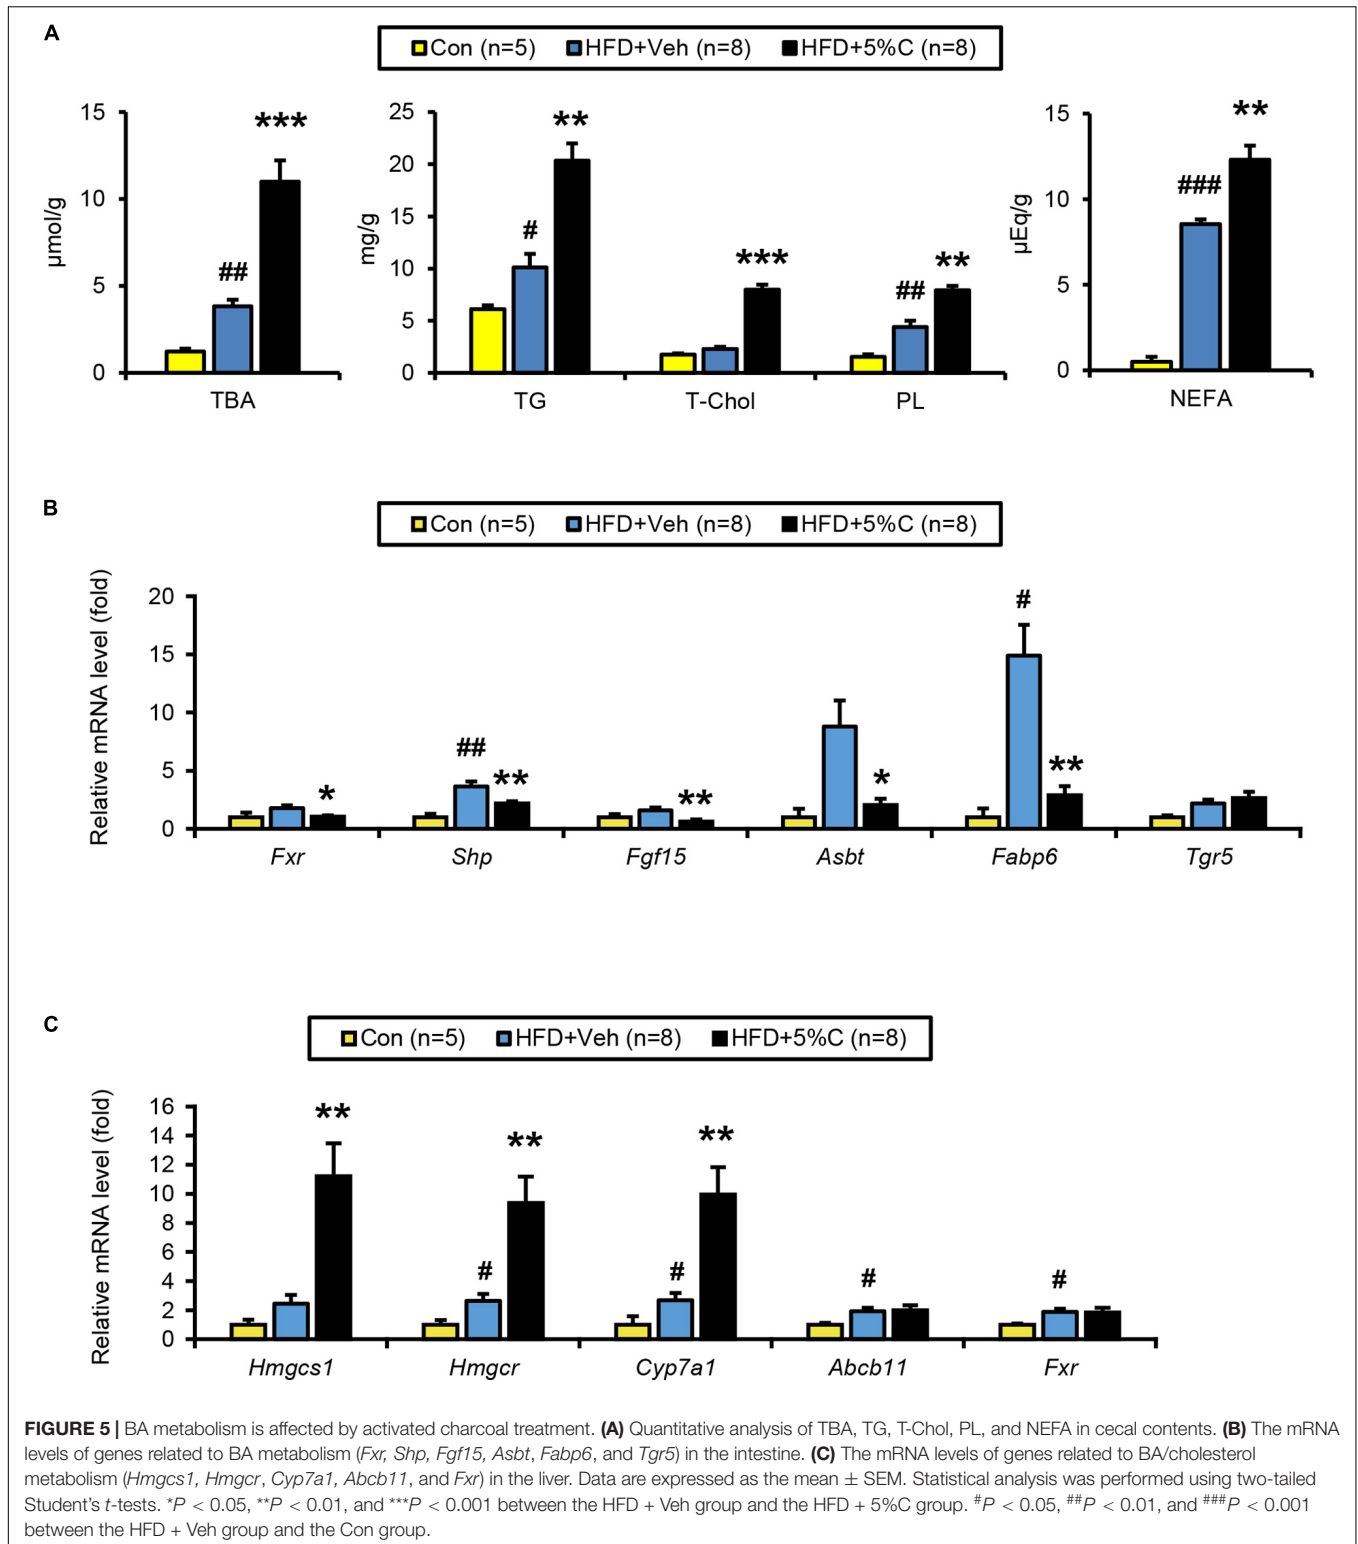 A
Con (n=5) HFD+Veh (n=8) HFD+5%C (n=8)
15
10
5
0
µmol/g
##
***
TBA
25
20
15
10
5
0
mg/g
#
**
***
##
**
TG T-Chol PL
15
10
5
0
µEq/g
###
**
NEFA
B
Con (n=5) HFD+Veh (n=8) HFD+5%C (n=8)
Relative mRNA level (fold)
20
15
10
5
0
*
##
**
**
*
#
**
Fxr Shp Fgf15 Asbt Fabp6 Tgr5
C
Con (n=5) HFD+Veh (n=8) HFD+5%C (n=8)
Relative mRNA level (fold)
16
14
12
10
8
6
4
2
0
**
#
**
#
**
#
#
Hmgcs1 Hmgcr Cyp7a1 Abcb11 Fxr
FIGURE 5 | BA metabolism is affected by activated charcoal treatment. (A) Quantitative analysis of TBA, TG, T-Chol, PL, and NEFA in cecal contents. (B) The mRNA
levels of genes related to BA metabolism (Fxr, Shp, Fgf15, Asbt, Fabp6, and Tgr5) in the intestine. (C) The mRNA levels of genes related to BA/cholesterol
metabolism (Hmgcs1, Hmgcr, Cyp7a1, Abcb11, and Fxr) in the liver. Data are expressed as the mean ± SEM. Statistical analysis was performed using two-tailed
Student's t-tests. *P < 0.05, **P < 0.01, and ***P < 0.001 between the HFD + Veh group and the HFD + 5%C group. #P < 0.05, ##P < 0.01, and ###P < 0.001
between the HFD + Veh group and the Con group.